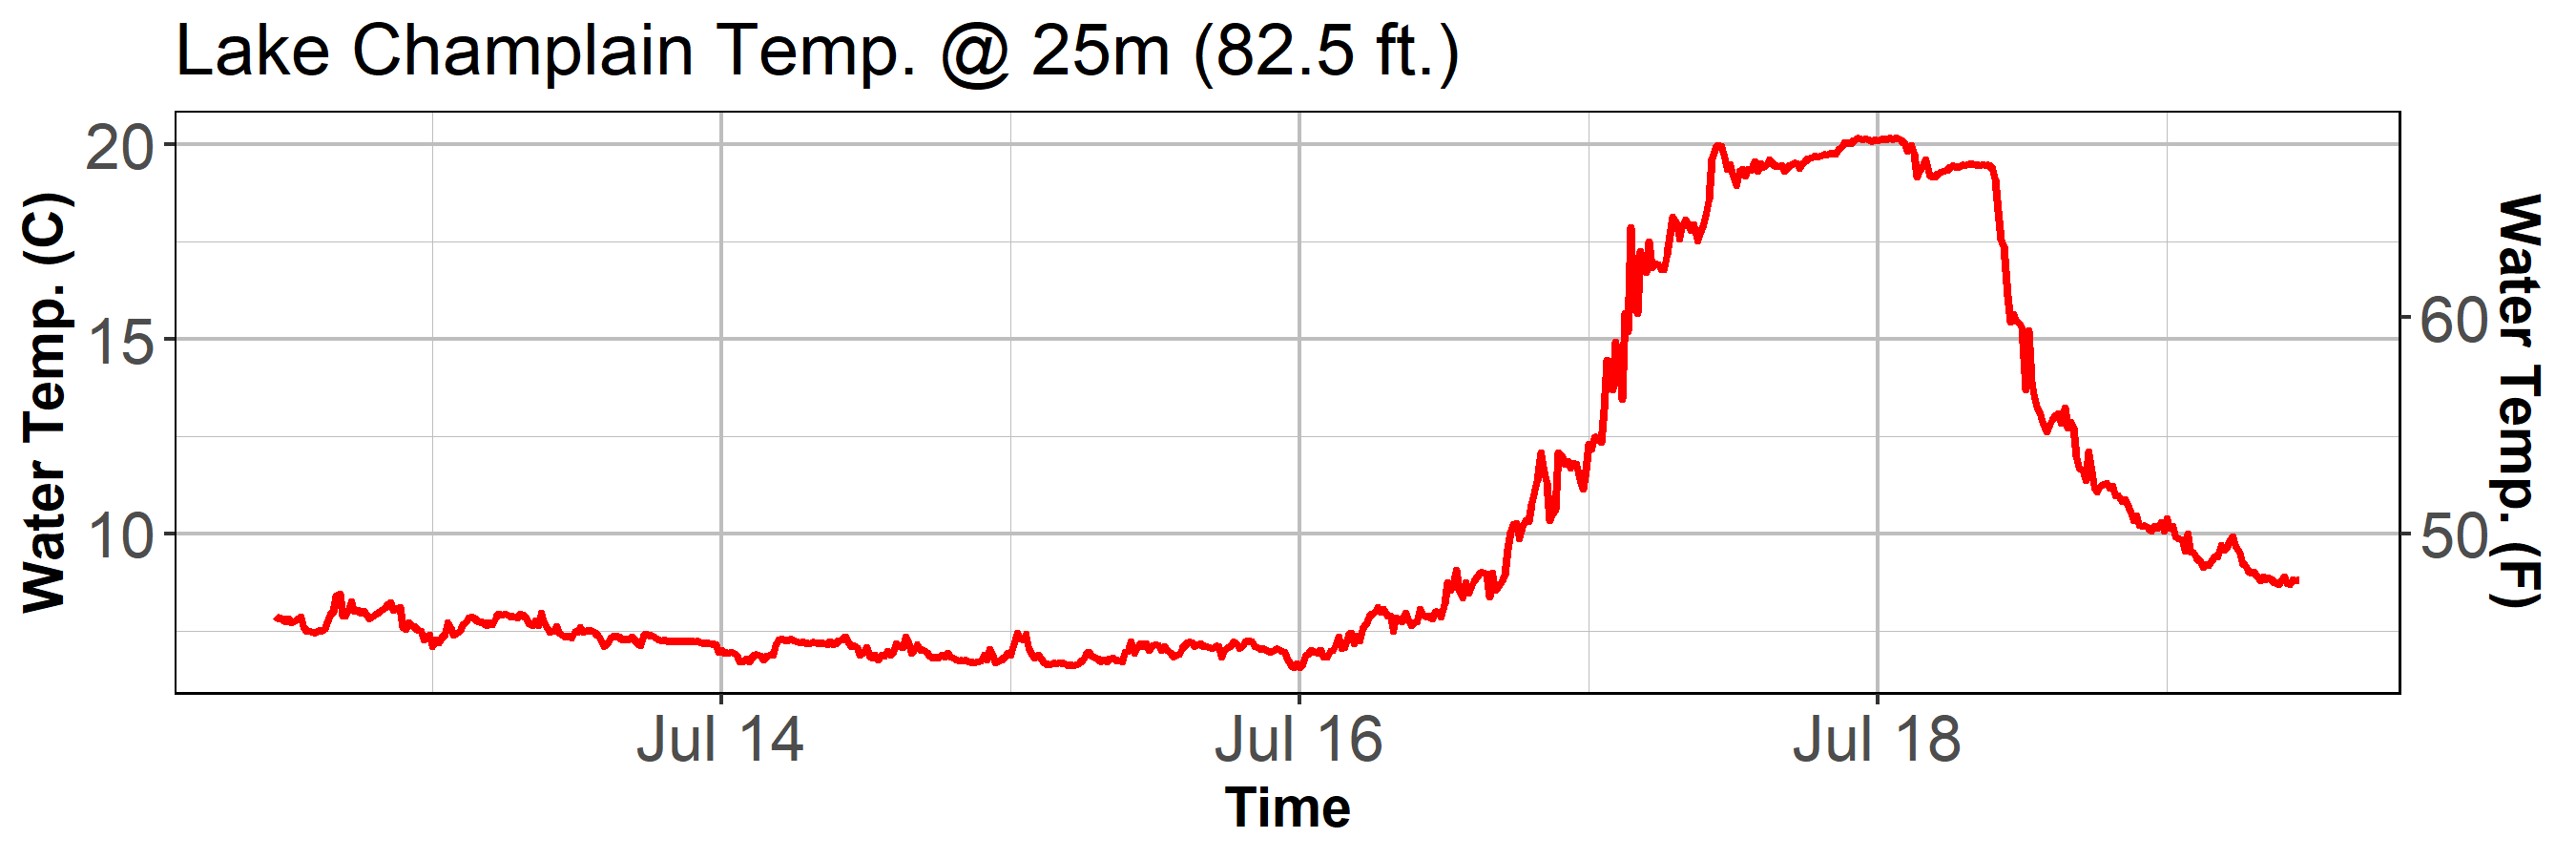 Lake Champlain Temp. @ 25m (82.5 ft.)
Water Temp. (C)
20
15
10
60
50
Water Temp. (F)
Jul 14 Jul 16 Jul 18
Time